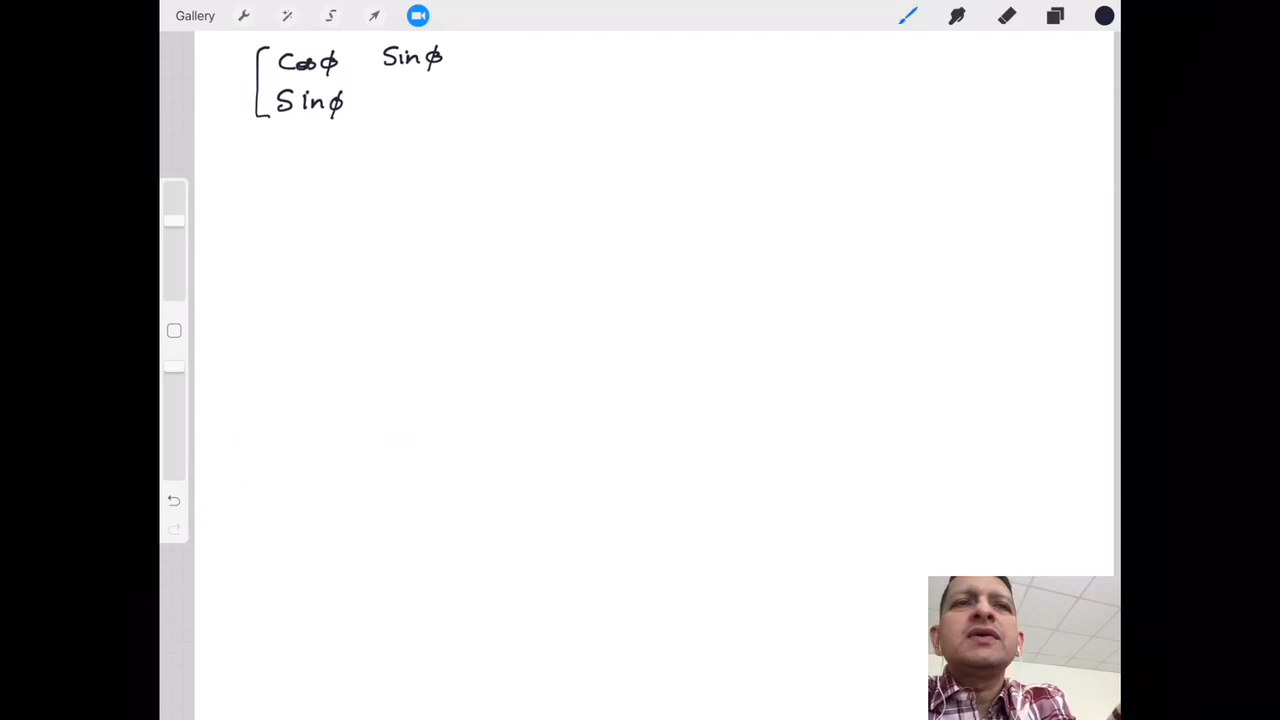 Gallery
Cosφ Sinφ
Sinφ